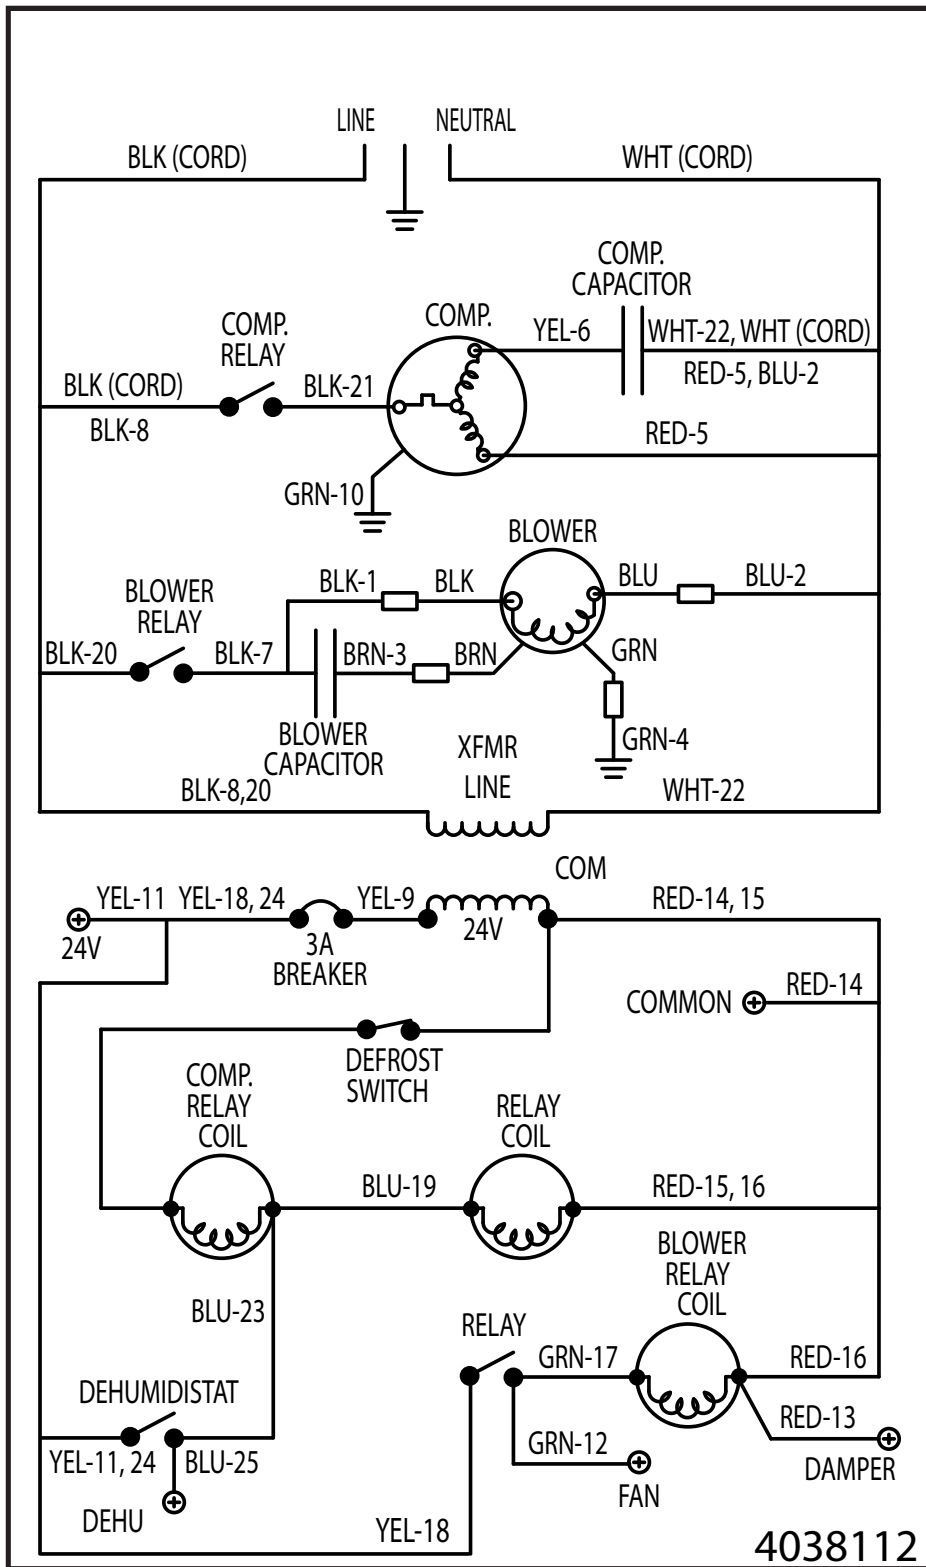 LINE NEUTRAL
BLK (CORD) WHT (CORD)
COMP.
CAPACITOR
COMP.
RELAY
COMP.
YEL-6 WHT-22, WHT (CORD)
BLK (CORD) BLK-21 RED-5, BLU-2
BLK-8 RED-5
GRN-10
BLOWER
BLOWER
RELAY
BLK-1 BLK BLU BLU-2
BLK-20 BLK-7 BRN-3 BRN GRN
BLOWER
CAPACITOR
XFMR
LINE
GRN-4
BLK-8,20 WHT-22
COM
YEL-11 YEL-18, 24 YEL-9 RED-14, 15
24V 3A
BREAKER
24V
COMMON RED-14
DEFROST
SWITCH
COMP.
RELAY
COIL
RELAY
COIL
BLU-19 RED-15, 16
BLOWER
RELAY
COIL
BLU-23
RELAY
GRN-17 RED-16
DEHUMIDISTAT RED-13
YEL-11, 24 BLU-25 GRN-12
DAMPER
FAN
DEHU
YEL-18
4038112